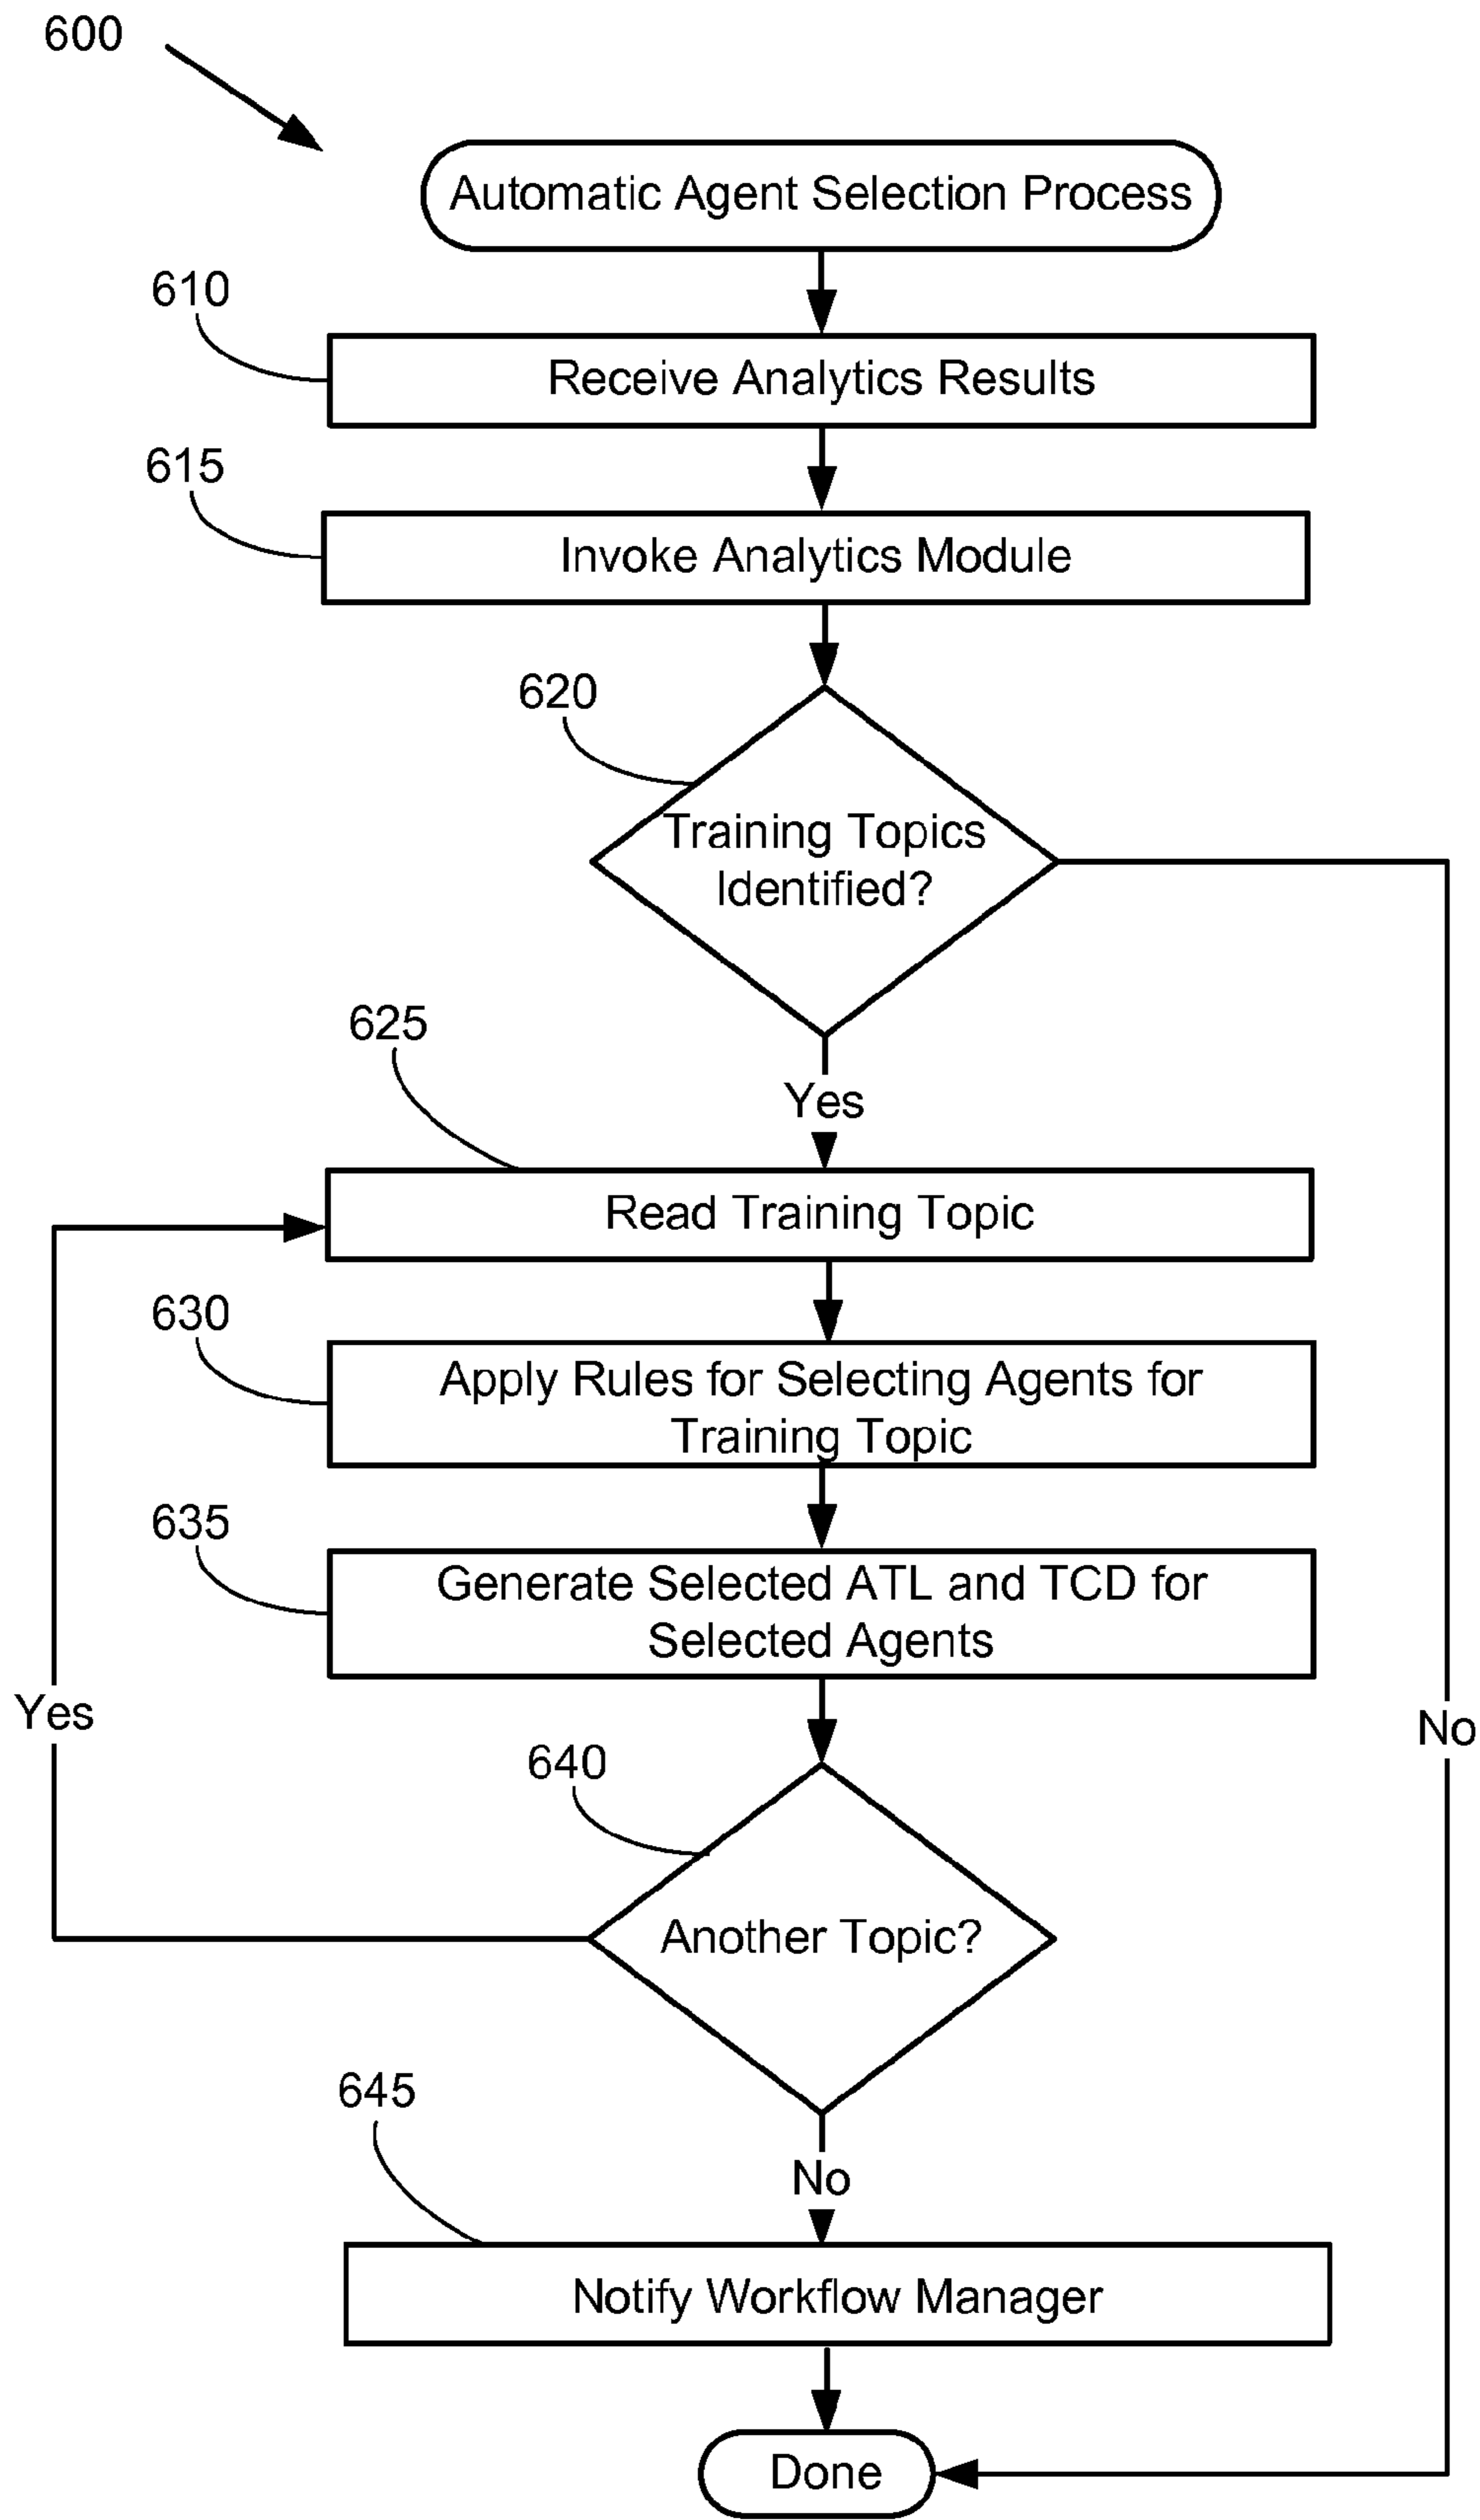 600
Automatic Agent Selection Process
610
Receive Analytics Results
615
Invoke Analytics Module
620
Training Topics
Identified?
625
Yes
Read Training Topic
630
Apply Rules for Selecting Agents for
Training Topic
635
Generate Selected ATL and TCD for
Selected Agents
Yes
No
640
Another Topic?
645
No
Notify Workflow Manager
Done